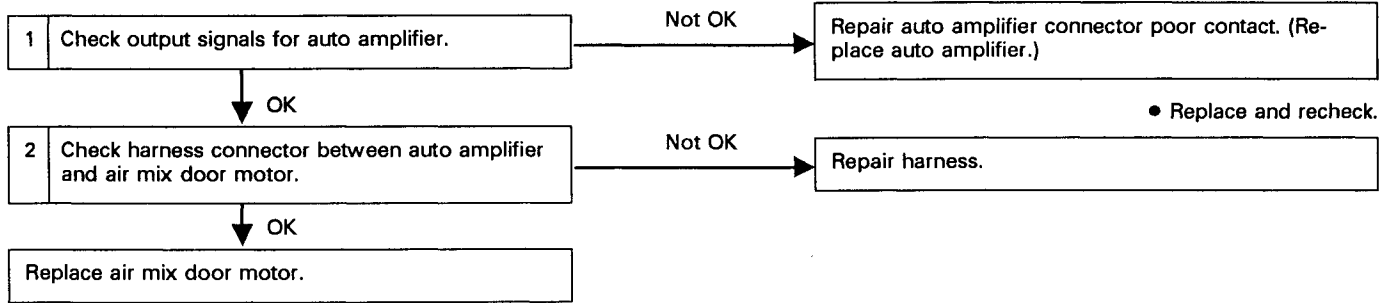 1 Check output signals for auto amplifier.
Not OK
Repair auto amplifier connector poor contact. (Re-
place auto amplifier.)
OK
• Replace and recheck.
2 Check harness connector between auto amplifier
and air mix door motor.
Not OK
Repair harness.
OK
Replace air mix door motor.